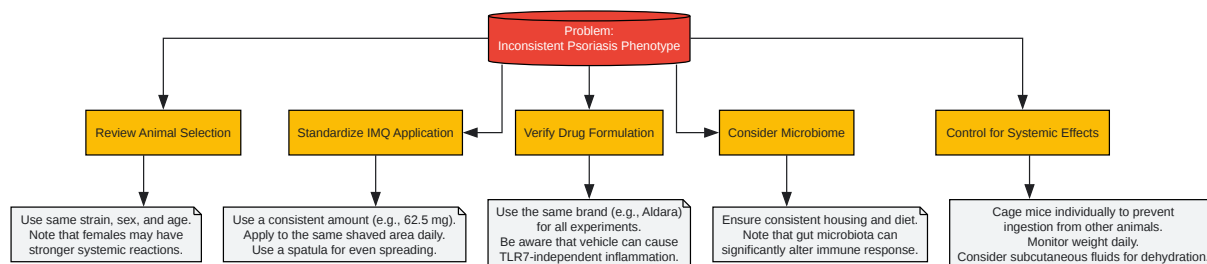 Problem:
Inconsistent Psoriasis Phenotype
Review Animal Selection
Standardize IMQ Application
Verify Drug Formulation
Consider Microbiome
Control for Systemic Effects
Use same strain, sex, and age.
Note that females may have
stronger systemic reactions.
Use a consistent amount (e.g., 62.5 mg).
Apply to the same shaved area daily.
Use a spatula for even spreading.
Use the same brand (e.g., Aldara)
for all experiments.
Be aware that vehicle can cause
TLR7-independent inflammation.
Ensure consistent housing and diet.
Note that gut microbiota can
significantly alter immune response.
Cage mice individually to prevent
ingestion from other animals.
Monitor weight daily.
Consider subcutaneous fluids for dehydration.